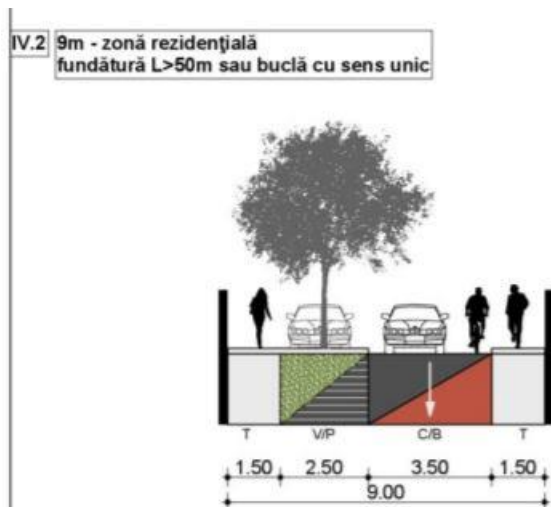 IV.2 9m - zonă rezidenţială
fundătură L>50m sau buclă cu sens unic
T V/P C/B T
1.50 2.50 3.50 1.50
9.00